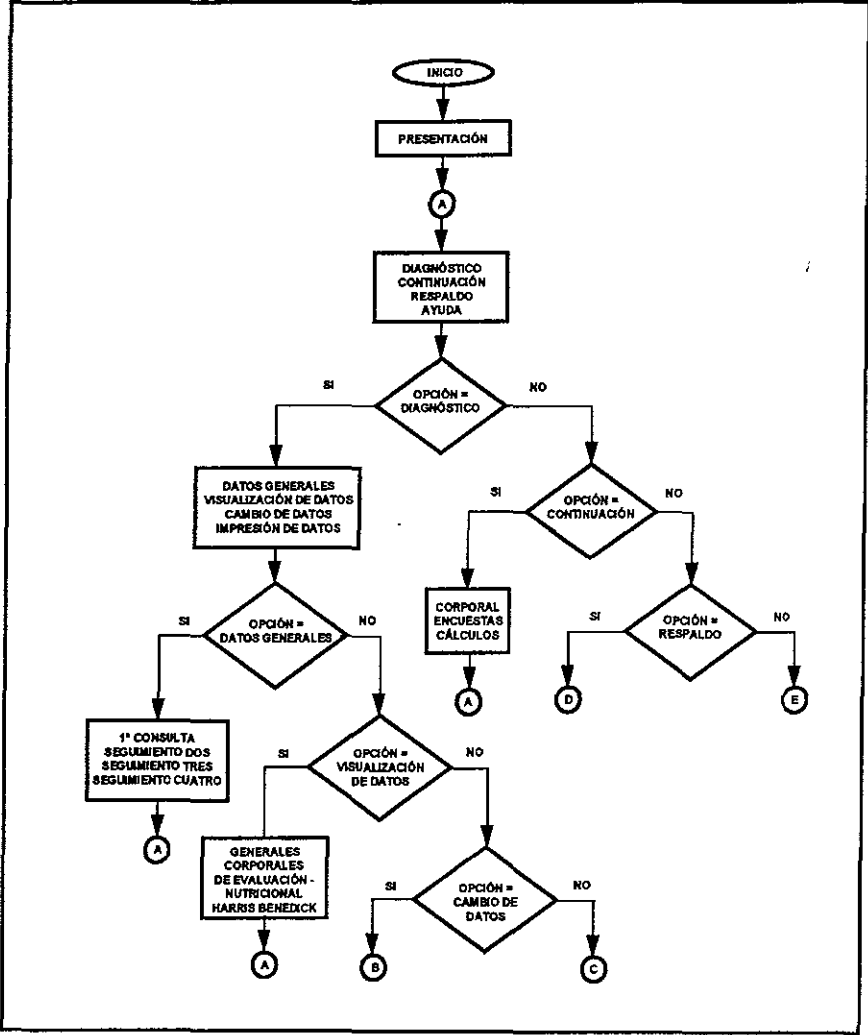 INICIO
PRESENTACIÓN
A
DIAGNÓSTICO
CONTINUACIÓN
RESPALDO
AYUDA
SI
OPCIÓN =
DIAGNÓSTICO
NO
DATOS GENERALES
VISUALIZACIÓN DE DATOS
CAMBIO DE DATOS
IMPRESIÓN DE DATOS
SI
OPCIÓN =
CONTINUACIÓN
NO
SI
OPCIÓN =
DATOS GENERALES
NO
CORPORAL
ENCUESTAS
CÁLCULOS
SI
OPCIÓN =
RESPALDO
NO
A
D
E
1ª CONSULTA
SEGUIMIENTO DOS
SEGUIMIENTO TRES
SEGUIMIENTO CUATRO
SI
OPCIÓN =
VISUALIZACIÓN
DE DATOS
NO
A
GENERALES
CORPORALES
DE EVALUACIÓN -
NUTRICIONAL
HARRIS BENEDICK
SI
OPCIÓN =
CAMBIO DE
DATOS
NO
A
B
C